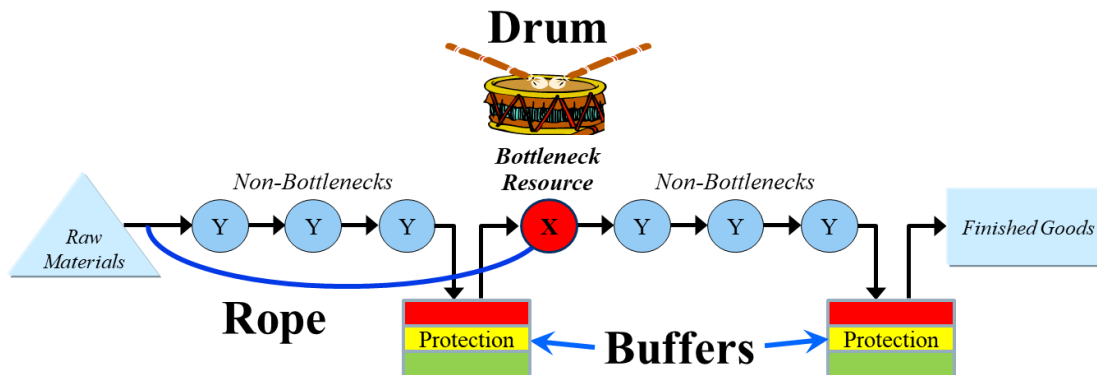 Drum
Bottleneck
Resource
Non-Bottlenecks
Non-Bottlenecks
Raw
Materials
Y
Y
Y
X
Y
Y
Y
Finished Goods
Rope
Protection
Buffers
Protection